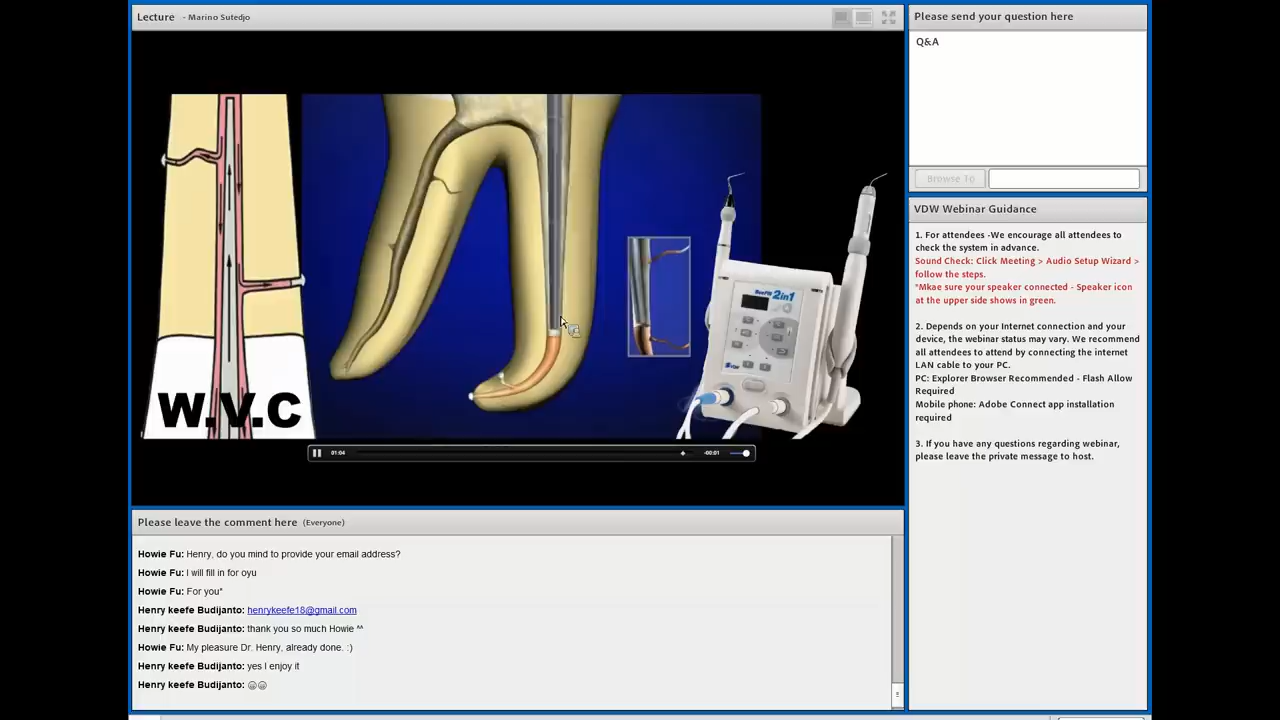 Lecture - Marino Sutedjo
W.V.C
2in1
VDW
01:04
-00:01
Please leave the comment here (Everyone)
Howie Fu: Henry, do you mind to provide your email address?
Howie Fu: I will fill in for oyu
Howie Fu: For you*
Henry keefe Budijanto: henrykeefe18@gmail.com
Henry keefe Budijanto: thank you so much Howie ^^
Howie Fu: My pleasure Dr. Henry, already done. :)
Henry keefe Budijanto: yes I enjoy it
Henry keefe Budijanto: 😄😄
Please send your question here
Q&A
Browse To
VDW Webinar Guidance
1. For attendees -We encourage all attendees to
check the system in advance.
Sound Check: Click Meeting > Audio Setup Wizard >
follow the steps.
*Mkae sure your speaker connected - Speaker icon
at the upper side shows in green.
2. Depends on your Internet connection and your
device, the webinar status may vary. We recommend
all attendees to attend by connecting the internet
LAN cable to your PC.
PC: Explorer Browser Recommended - Flash Allow
Required
Mobile phone: Adobe Connect app installation
required
3. If you have any questions regarding webinar,
please leave the private message to host.